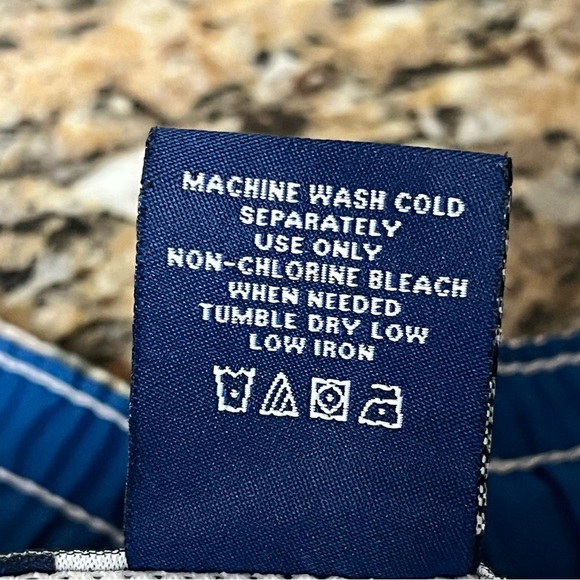 MACHINE WASH COLD
SEPARATELY
USE ONLY
NON-CHLORINE BLEACH
WHEN NEEDED
TUMBLE DRY LOW
LOW IRON